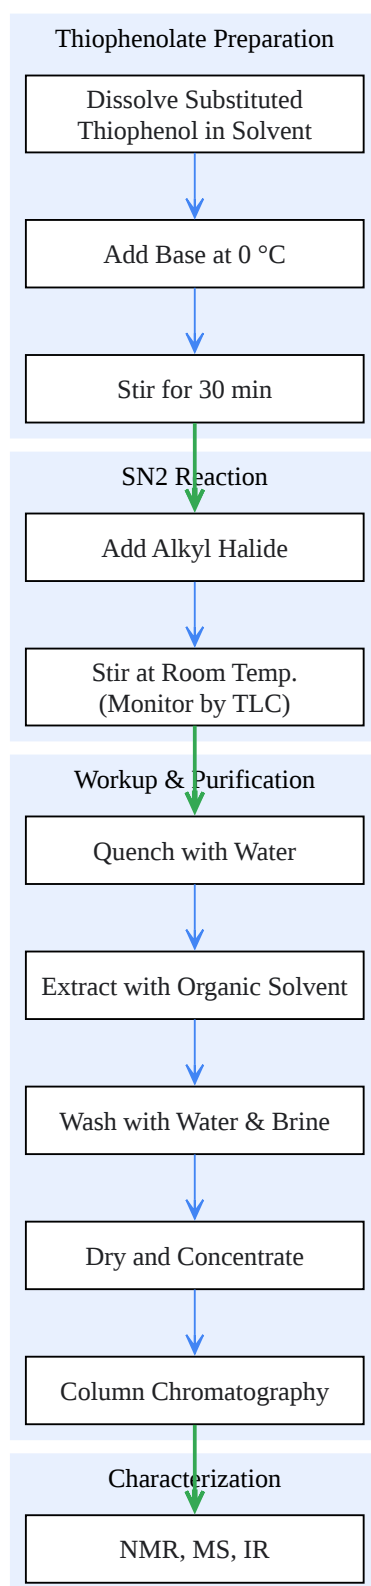 Thiophenolate Preparation
Dissolve Substituted
Thiophenol in Solvent
Add Base at 0 °C
Stir for 30 min
SN2 Reaction
Add Alkyl Halide
Stir at Room Temp.
(Monitor by TLC)
Workup & Purification
Quench with Water
Extract with Organic Solvent
Wash with Water & Brine
Dry and Concentrate
Column Chromatography
Characterization
NMR, MS, IR